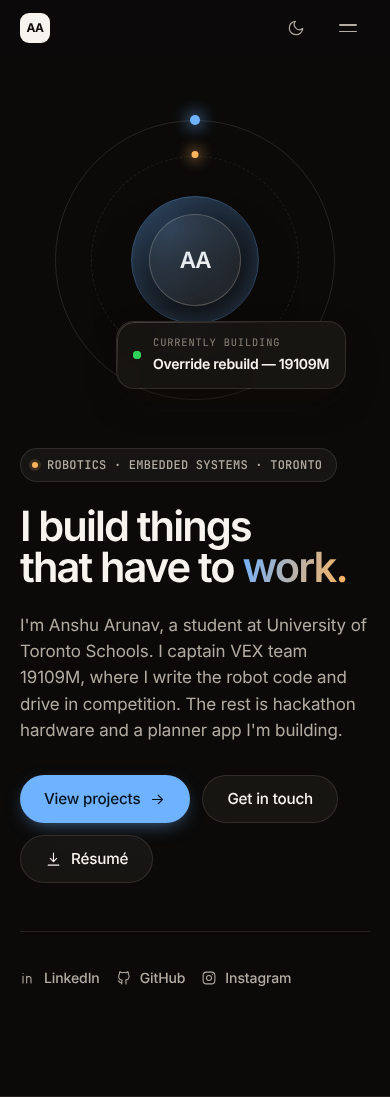 AA
AA
CURRENTLY BUILDING
Override rebuild — 19109M
ROBOTICS · EMBEDDED SYSTEMS · TORONTO
I build things
that have to work.
I'm Anshu Arunav, a student at University of
Toronto Schools. I captain VEX team
19109M, where I write the robot code and
drive in competition. The rest is hackathon
hardware and a planner app I'm building.
View projects →
Get in touch
Résumé
in LinkedIn
GitHub
Instagram